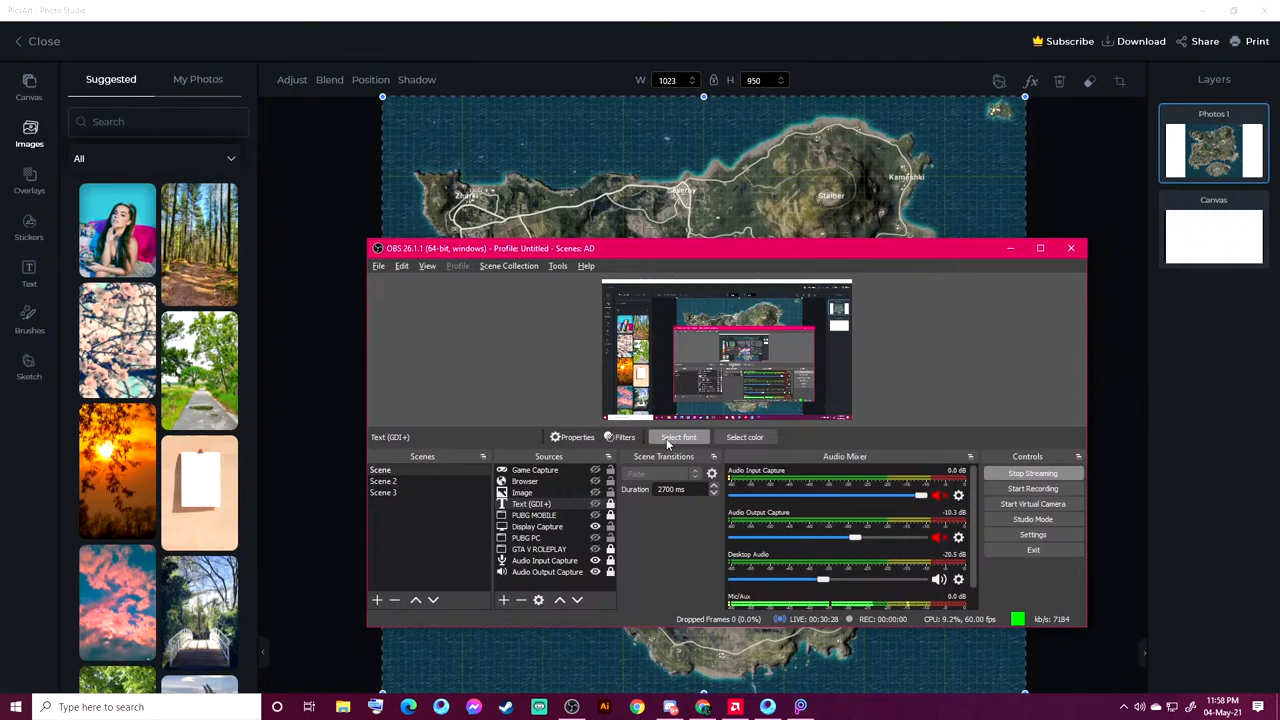 PicsArt - Photo Studio
Close
Subscribe
Download
Share
Print
Canvas
Images
Overlays
Stickers
Text
Brushes
Sketch
Suggested
My Photos
Search
All
Adjust
Blend
Position
Shadow
W
1023
H
950
Layers
Photos 1
Canvas
Zharki
Severny
Stalber
Kameshki
OBS 26.1.1 (64-bit, windows) - Profile: Untitled - Scenes: AD
File
Edit
View
Profile
Scene Collection
Tools
Help
Text (GDI+)
Properties
Filters
Select font
Select color
Scenes
Scene
Scene 2
Scene 3
Sources
Game Capture
Browser
Image
Text (GDI+)
PUBG MOBILE
Display Capture
PUBG PC
GTA V ROLEPLAY
Audio Input Capture
Audio Output Capture
Scene Transitions
Fade
Duration
2700 ms
Audio Mixer
Audio Input Capture
0.0 dB
Audio Output Capture
-10.3 dB
Desktop Audio
-20.5 dB
Mic/Aux
0.0 dB
Controls
Stop Streaming
Start Recording
Start Virtual Camera
Studio Mode
Settings
Exit
Dropped Frames 0 (0.0%)
LIVE: 00:30:28
REC: 00:00:00
CPU: 9.2%, 60.00 fps
kb/s: 7184
Type here to search
11:58 PM
04-May-21